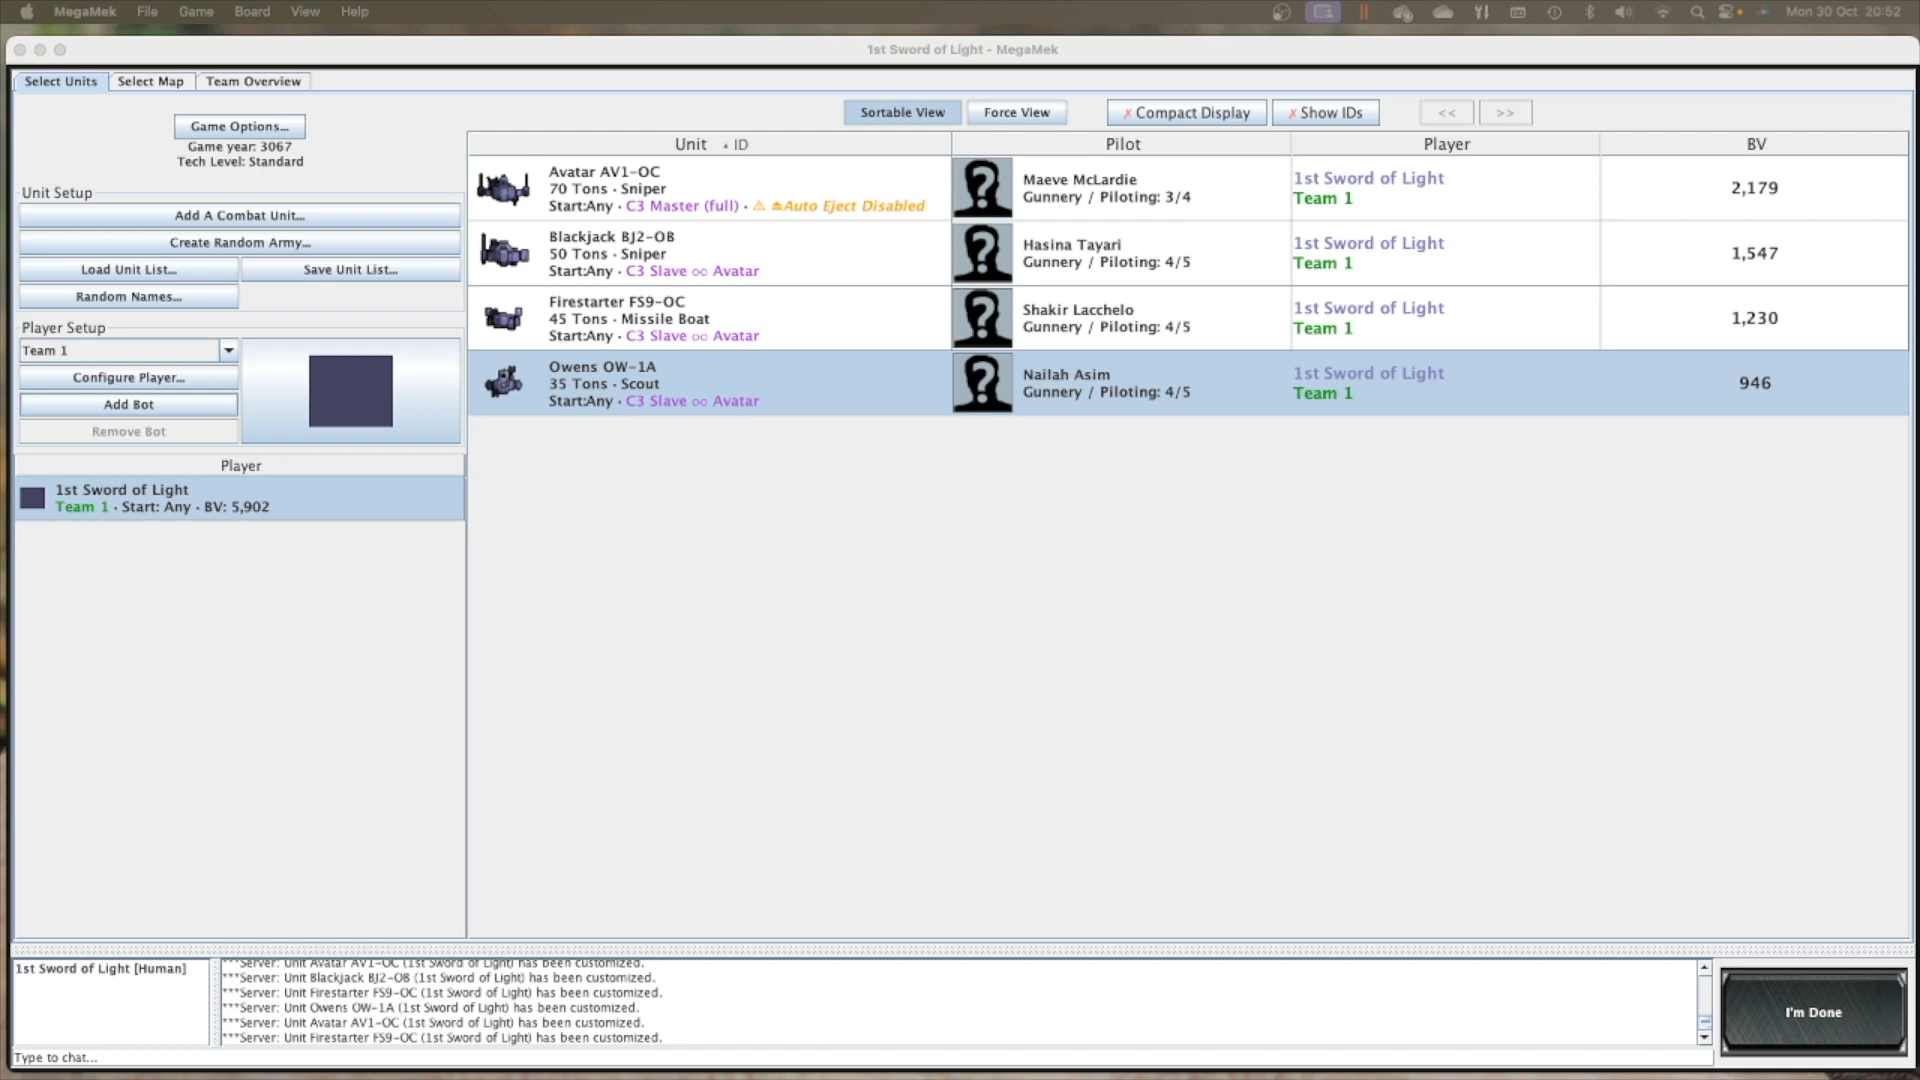 MegaMek File Game Board View Help Mon 30 Oct 20:52
1st Sword of Light - MegaMek
Select Units Select Map Team Overview
Game Options...
Game year: 3067
Tech Level: Standard
Unit Setup
Add A Combat Unit...
Create Random Army...
Load Unit List... Save Unit List...
Random Names...
Player Setup
Team 1
Configure Player...
Add Bot
Remove Bot
Player
1st Sword of Light
Team 1 · Start: Any · BV: 5,902
Sortable View Force View ✗ Compact Display ✗ Show IDs << >>
Unit ▴ ID Pilot Player BV
Avatar AV1-OC
70 Tons · Sniper
Start:Any · C3 Master (full) · ⚠ ⏏Auto Eject Disabled
Maeve McLardie
Gunnery / Piloting: 3/4
1st Sword of Light
Team 1
2,179
Blackjack BJ2-OB
50 Tons · Sniper
Start:Any · C3 Slave ∞ Avatar
Hasina Tayari
Gunnery / Piloting: 4/5
1st Sword of Light
Team 1
1,547
Firestarter FS9-OC
45 Tons · Missile Boat
Start:Any · C3 Slave ∞ Avatar
Shakir Lacchelo
Gunnery / Piloting: 4/5
1st Sword of Light
Team 1
1,230
Owens OW-1A
35 Tons · Scout
Start:Any · C3 Slave ∞ Avatar
Nailah Asim
Gunnery / Piloting: 4/5
1st Sword of Light
Team 1
946
1st Sword of Light [Human]
***Server: Unit Avatar AV1-OC (1st Sword of Light) has been customized.
***Server: Unit Blackjack BJ2-OB (1st Sword of Light) has been customized.
***Server: Unit Firestarter FS9-OC (1st Sword of Light) has been customized.
***Server: Unit Owens OW-1A (1st Sword of Light) has been customized.
***Server: Unit Avatar AV1-OC (1st Sword of Light) has been customized.
***Server: Unit Firestarter FS9-OC (1st Sword of Light) has been customized.
Type to chat...
I'm Done